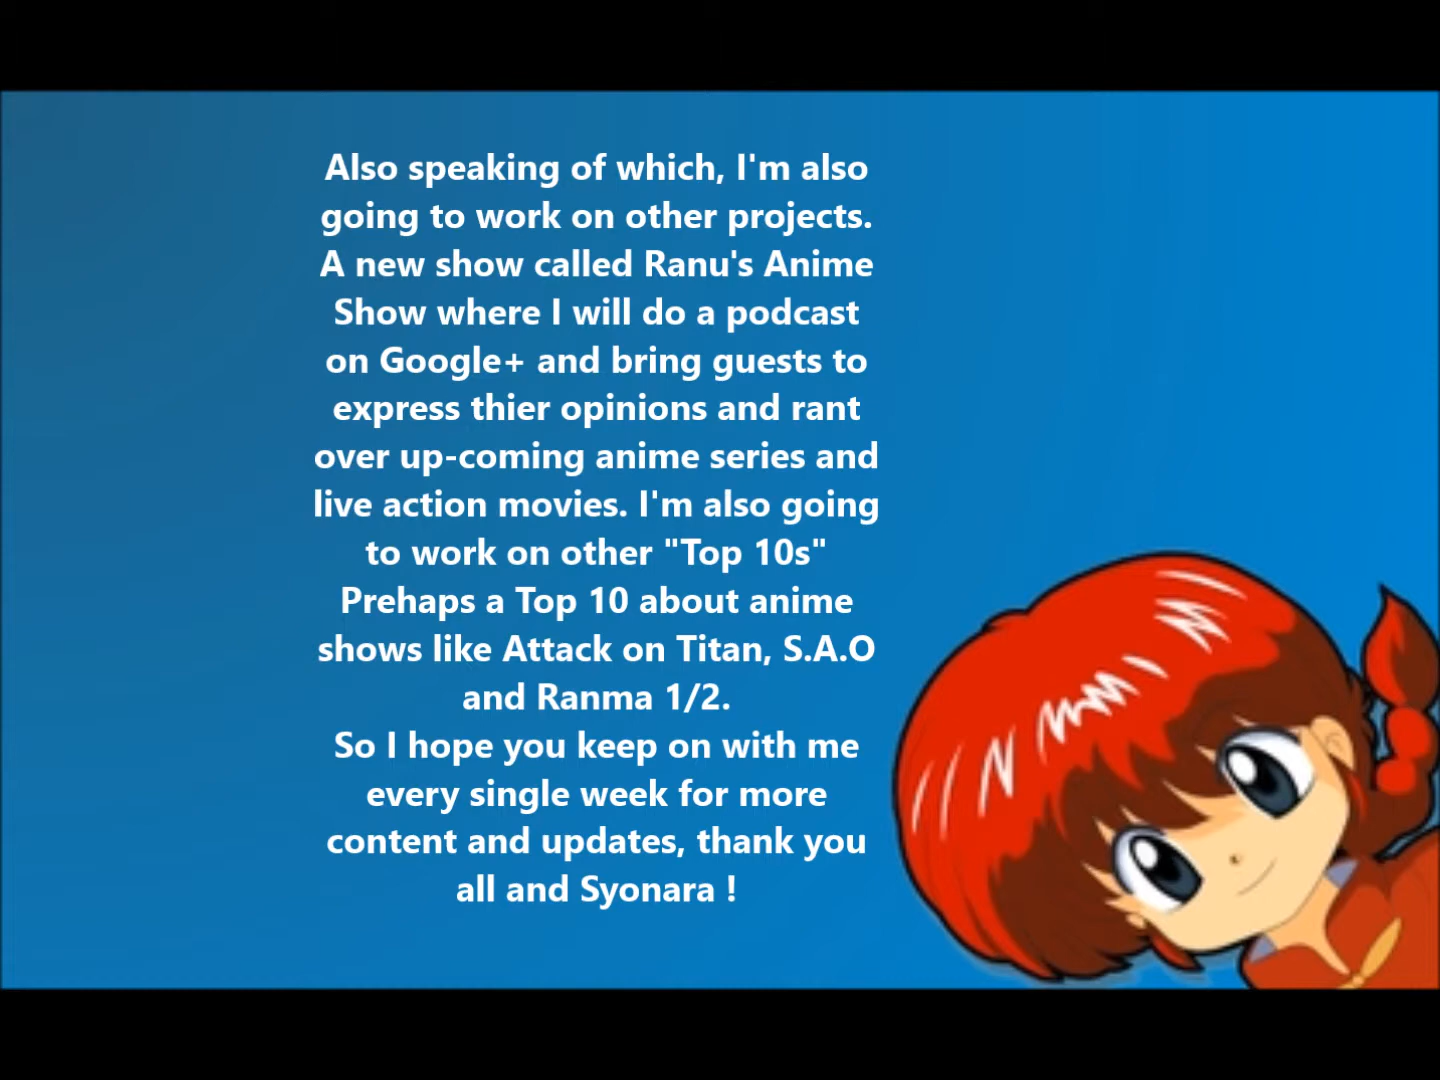 Also speaking of which, I'm also
going to work on other projects.
A new show called Ranu's Anime
Show where I will do a podcast
on Google+ and bring guests to
express thier opinions and rant
over up-coming anime series and
live action movies. I'm also going
to work on other "Top 10s"
Prehaps a Top 10 about anime
shows like Attack on Titan, S.A.O
and Ranma 1/2.
So I hope you keep on with me
every single week for more
content and updates, thank you
all and Syonara !